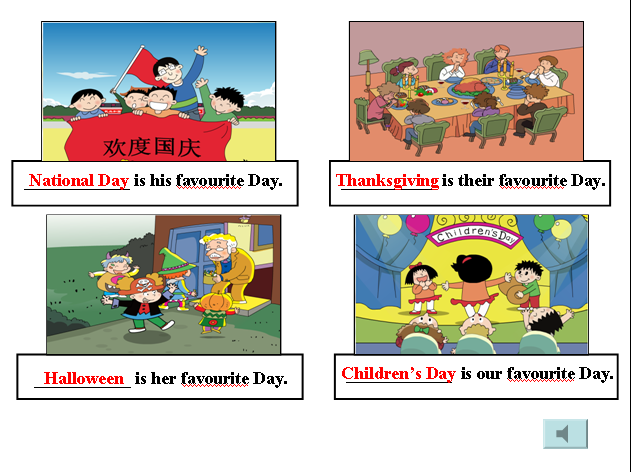 欢度国庆
National Day is his favourite Day.
Thanksgiving is their favourite Day.
Children's Day
Halloween is her favourite Day.
Children’s Day is our favourite Day.